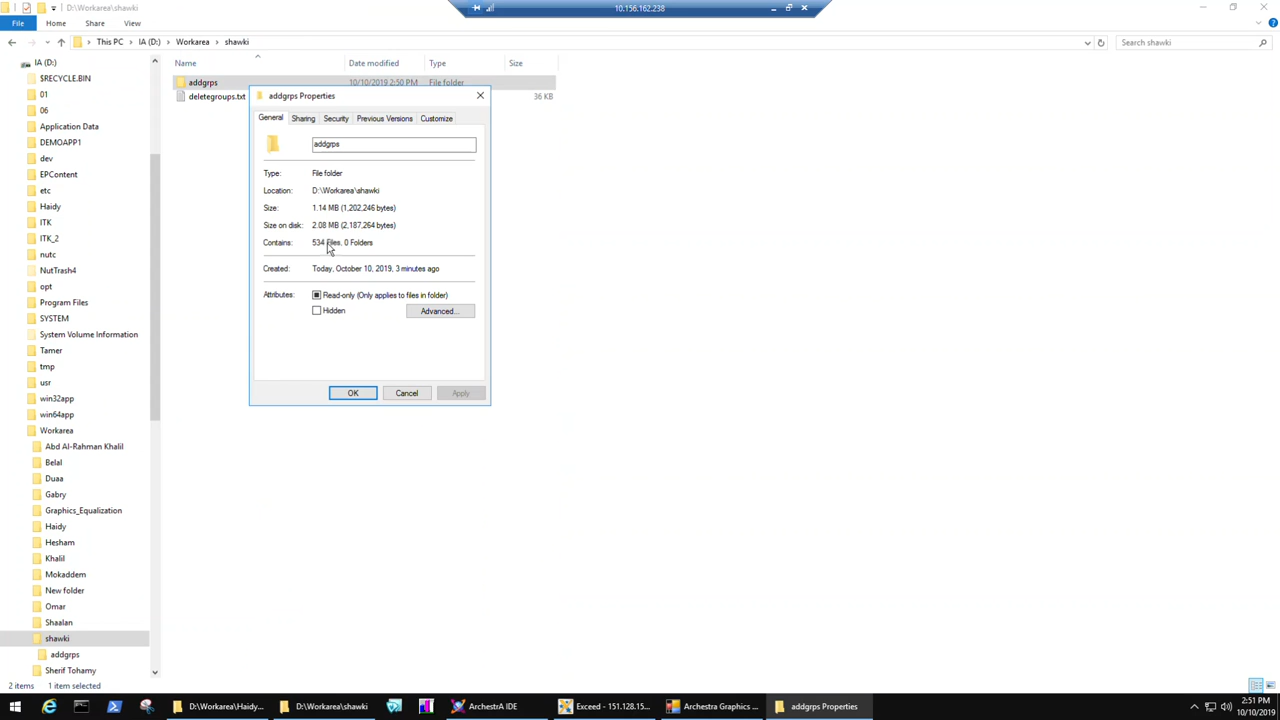 D:\Workarea\shawki
10.156.162.238
File Home Share View
This PC > IA (D:) > Workarea > shawki
Search shawki
Name Date modified Type Size
addgrps 10/10/2019 2:50 PM File folder
deletegroups.txt 36 KB
IA (D:)
$RECYCLE.BIN
01
06
Application Data
DEMOAPP1
dev
EPContent
etc
Haidy
ITK
ITK_2
nutc
NutTrash4
opt
Program Files
SYSTEM
System Volume Information
Tamer
tmp
usr
win32app
win64app
Workarea
Abd Al-Rahman Khalil
Belal
Duaa
Gabry
Graphics_Equalization
Haidy
Hesham
Khalil
Mokaddem
New folder
Omar
Shaalan
shawki
addgrps
Sherif Tohamy
addgrps Properties
General Sharing Security Previous Versions Customize
addgrps
Type: File folder
Location: D:\Workarea\shawki
Size: 1.14 MB (1,202,246 bytes)
Size on disk: 2.08 MB (2,187,264 bytes)
Contains: 534 Files, 0 Folders
Created: Today, October 10, 2019, 3 minutes ago
Attributes: Read-only (Only applies to files in folder)
Hidden Advanced...
OK Cancel Apply
2 items 1 item selected
D:\Workarea\Haidy... D:\Workarea\shawki ArchestrA IDE Exceed - 151.128.15... Archestra Graphics ... addgrps Properties
2:51 PM
10/10/2019